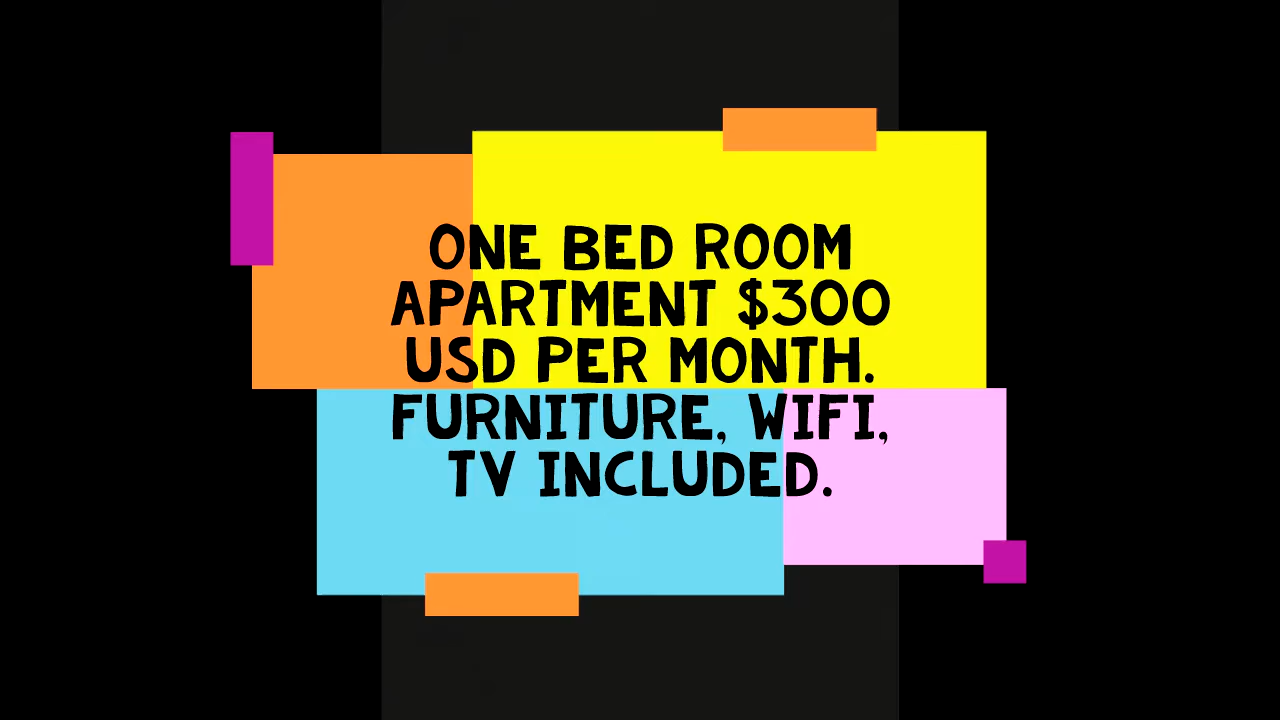 ONE BED ROOM
APARTMENT $300
USD PER MONTH.
FURNITURE, WIFI,
TV INCLUDED.